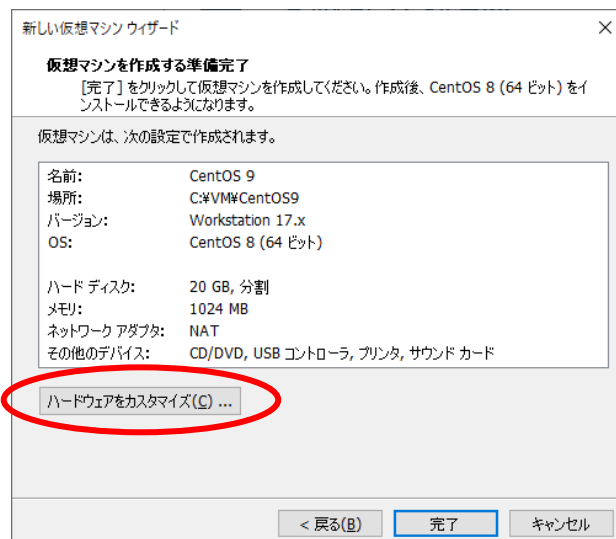 新しい仮想マシン ウィザード
仮想マシンを作成する準備完了
[完了] をクリックして仮想マシンを作成してください。作成後、CentOS 8 (64 ビット) をイ
ンストールできるようになります。
仮想マシンは、次の設定で作成されます。
名前: CentOS 9
場所: C:¥VM¥CentOS9
バージョン: Workstation 17.x
OS: CentOS 8 (64 ビット)
ハード ディスク: 20 GB, 分割
メモリ: 1024 MB
ネットワーク アダプタ: NAT
その他のデバイス: CD/DVD, USB コントローラ, プリンタ, サウンド カード
ハードウェアをカスタマイズ(C) ...
< 戻る(B) 完了 キャンセル